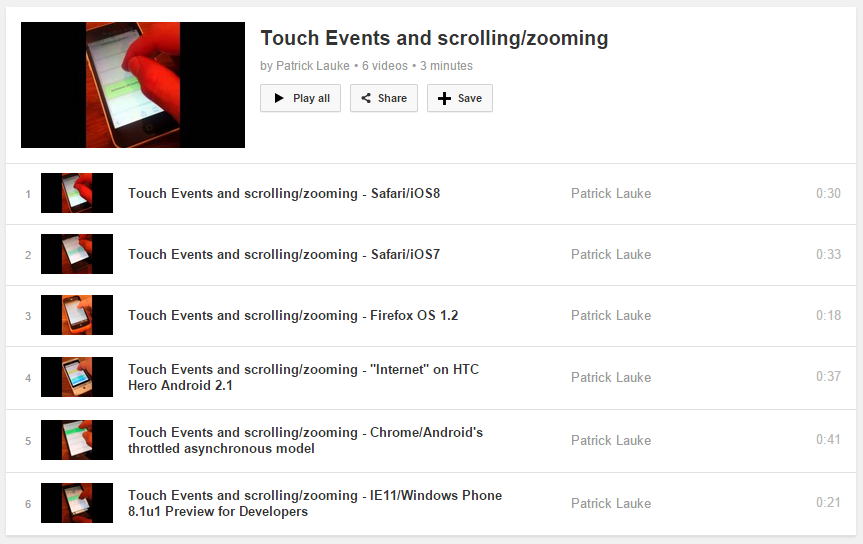 Touch Events and scrolling/zooming
by Patrick Lauke • 6 videos • 3 minutes
Play all Share Save
1 Touch Events and scrolling/zooming - Safari/iOS8 Patrick Lauke 0:30
2 Touch Events and scrolling/zooming - Safari/iOS7 Patrick Lauke 0:33
3 Touch Events and scrolling/zooming - Firefox OS 1.2 Patrick Lauke 0:18
4 Touch Events and scrolling/zooming - "Internet" on HTC
Hero Android 2.1 Patrick Lauke 0:37
5 Touch Events and scrolling/zooming - Chrome/Android's
throttled asynchronous model Patrick Lauke 0:41
6 Touch Events and scrolling/zooming - IE11/Windows Phone
8.1u1 Preview for Developers Patrick Lauke 0:21